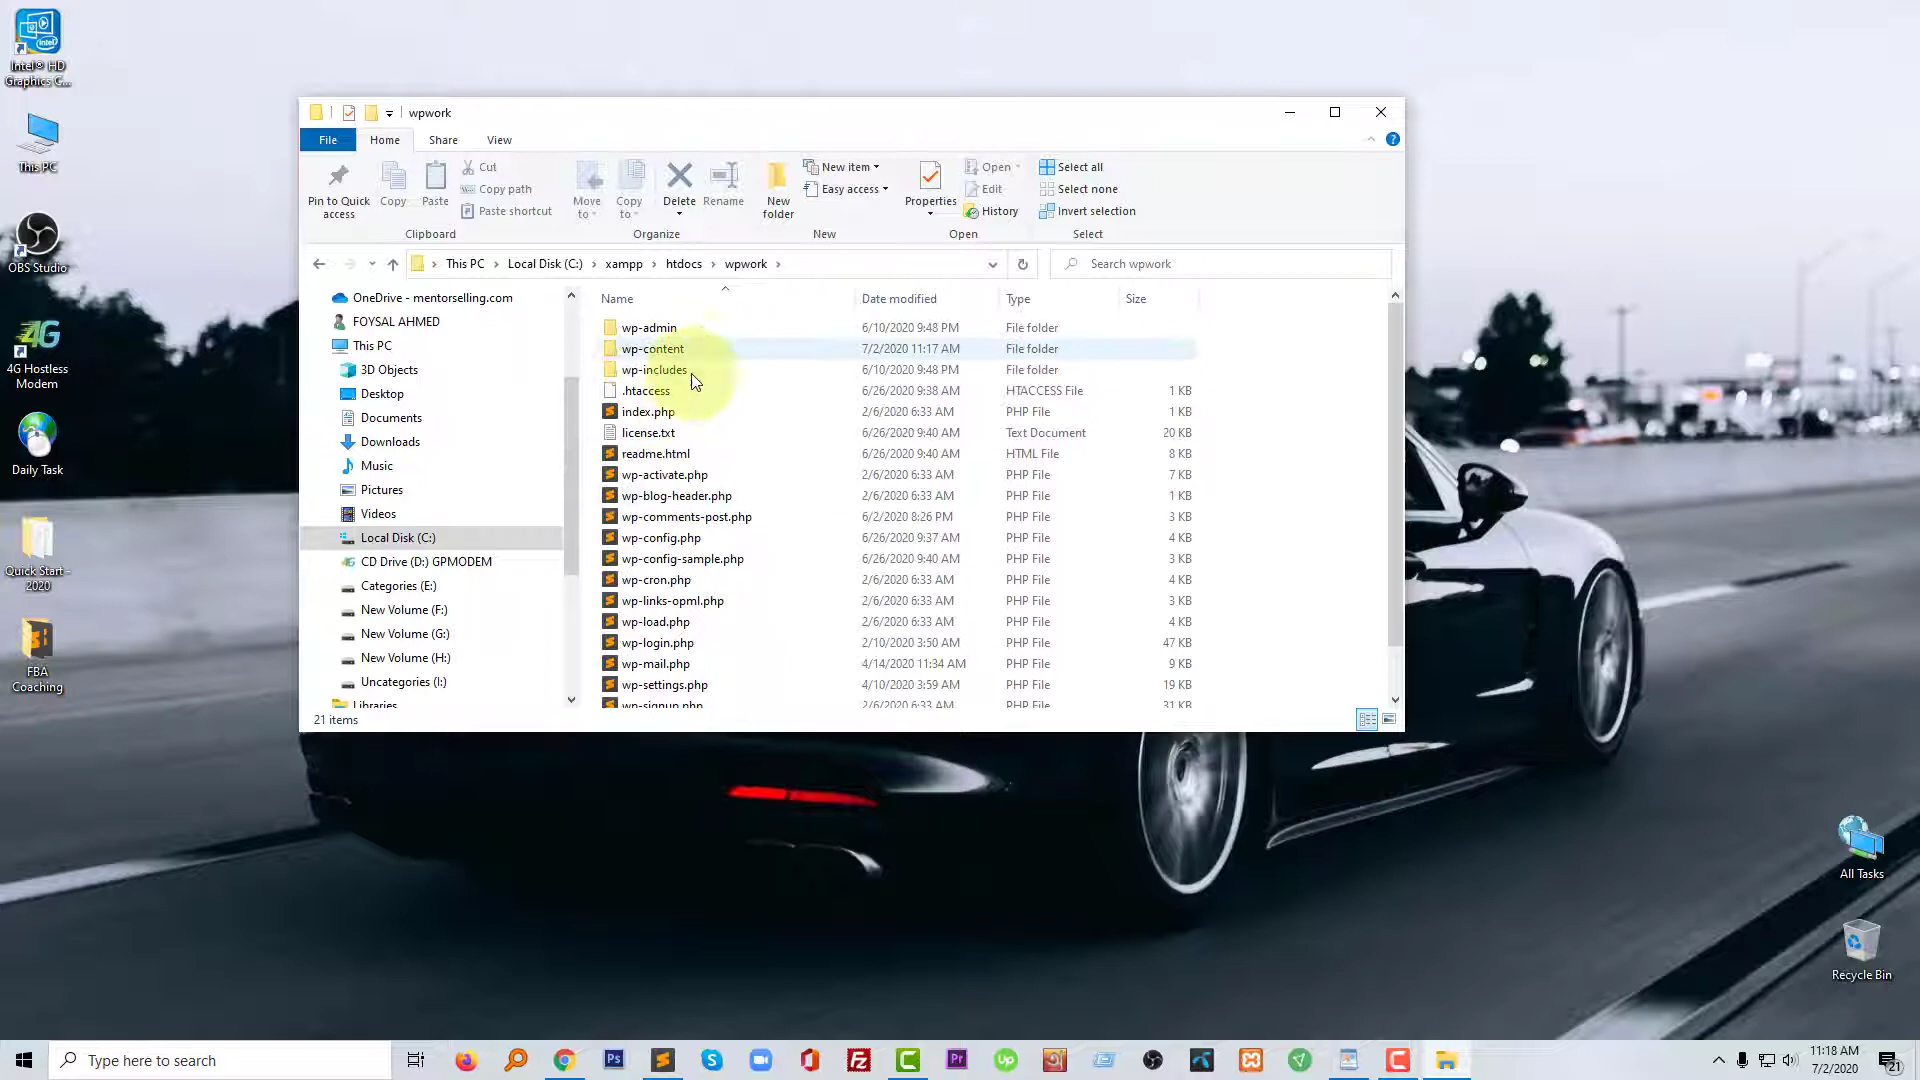 Intel® HD
Graphics C...
This PC
OBS Studio
4G
4G Hostless
Modem
Daily Task
Quick Start -
2020
FBA
Coaching
wpwork
File
Home
Share
View
Pin to Quick
access
Copy
Paste
Cut
Copy path
Paste shortcut
Clipboard
Move
to
Copy
to
Delete
Rename
Organize
New
folder
New item
Easy access
New
Properties
Open
Edit
History
Open
Select all
Select none
Invert selection
Select
This PC > Local Disk (C:) > xampp > htdocs > wpwork >
Search wpwork
OneDrive - mentorselling.com
FOYSAL AHMED
This PC
3D Objects
Desktop
Documents
Downloads
Music
Pictures
Videos
Local Disk (C:)
CD Drive (D:) GPMODEM
Categories (E:)
New Volume (F:)
New Volume (G:)
New Volume (H:)
Uncategories (I:)
Libraries
Name Date modified Type Size
wp-admin 6/10/2020 9:48 PM File folder
wp-content 7/2/2020 11:17 AM File folder
wp-includes 6/10/2020 9:48 PM File folder
.htaccess 6/26/2020 9:38 AM HTACCESS File 1 KB
index.php 2/6/2020 6:33 AM PHP File 1 KB
license.txt 6/26/2020 9:40 AM Text Document 20 KB
readme.html 6/26/2020 9:40 AM HTML File 8 KB
wp-activate.php 2/6/2020 6:33 AM PHP File 7 KB
wp-blog-header.php 2/6/2020 6:33 AM PHP File 1 KB
wp-comments-post.php 6/2/2020 8:26 PM PHP File 3 KB
wp-config.php 6/26/2020 9:37 AM PHP File 4 KB
wp-config-sample.php 6/26/2020 9:40 AM PHP File 3 KB
wp-cron.php 2/6/2020 6:33 AM PHP File 4 KB
wp-links-opml.php 2/6/2020 6:33 AM PHP File 3 KB
wp-load.php 2/6/2020 6:33 AM PHP File 4 KB
wp-login.php 2/10/2020 3:50 AM PHP File 47 KB
wp-mail.php 4/14/2020 11:34 AM PHP File 9 KB
wp-settings.php 4/10/2020 3:59 AM PHP File 19 KB
wp-signup.php 2/6/2020 6:33 AM PHP File 31 KB
21 items
All Tasks
Recycle Bin
Type here to search
11:18 AM
7/2/2020
21